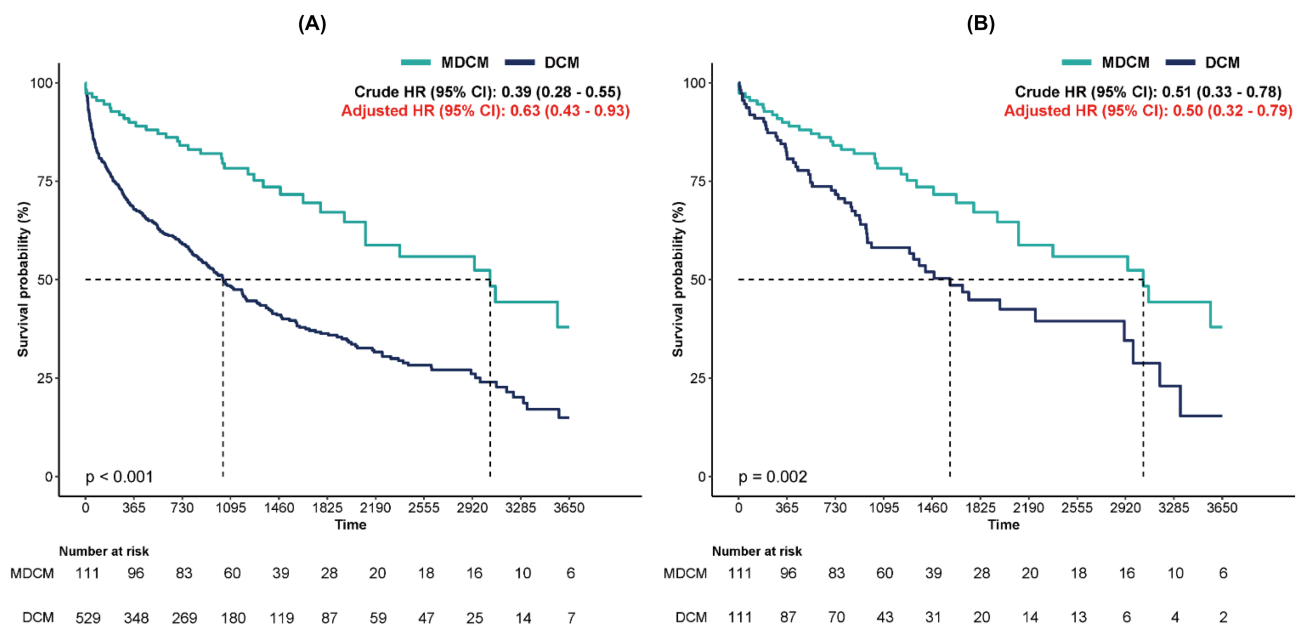 (A)
MDCM DCM
Crude HR (95% CI): 0.39 (0.28 - 0.55)
Adjusted HR (95% CI): 0.63 (0.43 - 0.93)
Survival probability (%)
100
75
50
25
0
p < 0.001
0 365 730 1095 1460 1825 2190 2555 2920 3285 3650
Time
Number at risk
MDCM 111 96 83 60 39 28 20 18 16 10 6
DCM 529 348 269 180 119 87 59 47 25 14 7
(B)
MDCM DCM
Crude HR (95% CI): 0.51 (0.33 - 0.78)
Adjusted HR (95% CI): 0.50 (0.32 - 0.79)
Survival probability (%)
100
75
50
25
0
p = 0.002
0 365 730 1095 1460 1825 2190 2555 2920 3285 3650
Time
Number at risk
MDCM 111 96 83 60 39 28 20 18 16 10 6
DCM 111 87 70 43 31 20 14 13 6 4 2